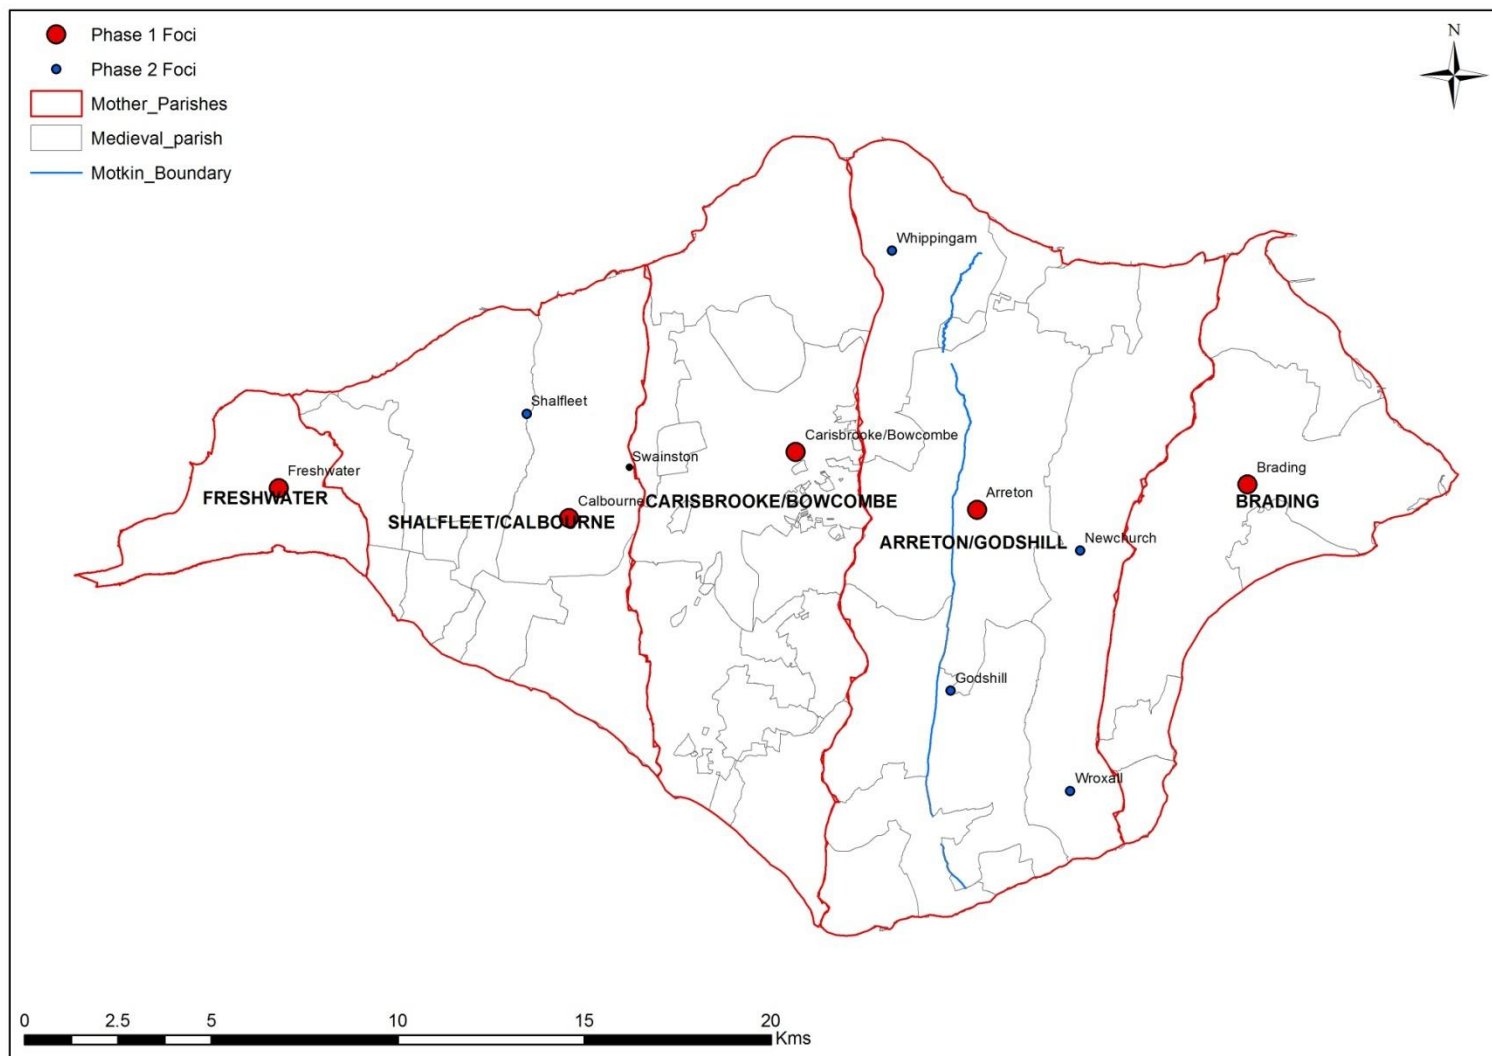 Phase 1 Foci
Phase 2 Foci
Mother_Parishes
Medieval_parish
Motkin_Boundary
N
Whippingam
Shalfleet
Carisbrooke/Bowcombe
Swainston
Freshwater
FRESHWATER
Calbourne
SHALFLEET/CALBOURNE
CARISBROOKE/BOWCOMBE
Arreton
ARRETON/GODSHILL
Newchurch
Brading
BRADING
Godshill
Wroxall
0 2.5 5 10 15 20
Kms